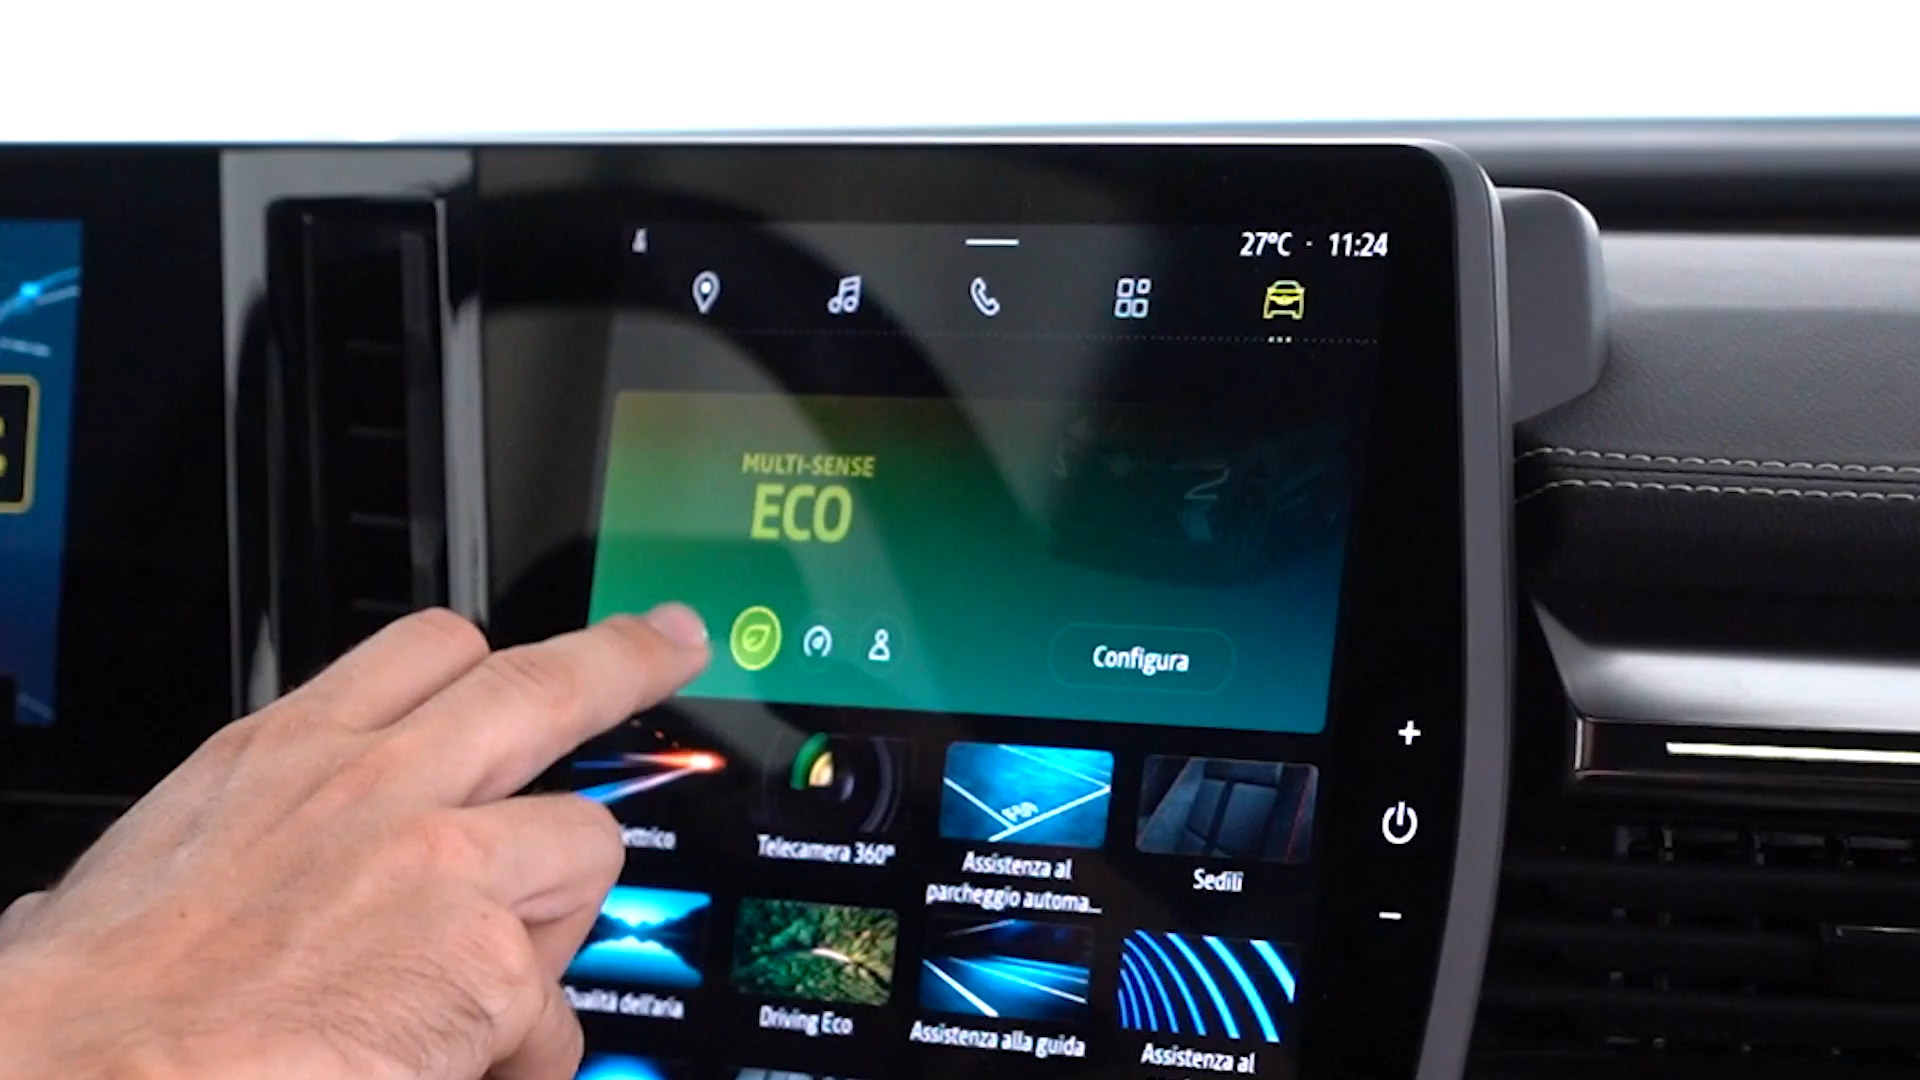 27°C · 11:24
MULTI-SENSE
ECO
Configura
Telecamera 360°
Assistenza al
parcheggio automa...
Sedili
dell'aria
Driving Eco
Assistenza alla guida
Assistenza al